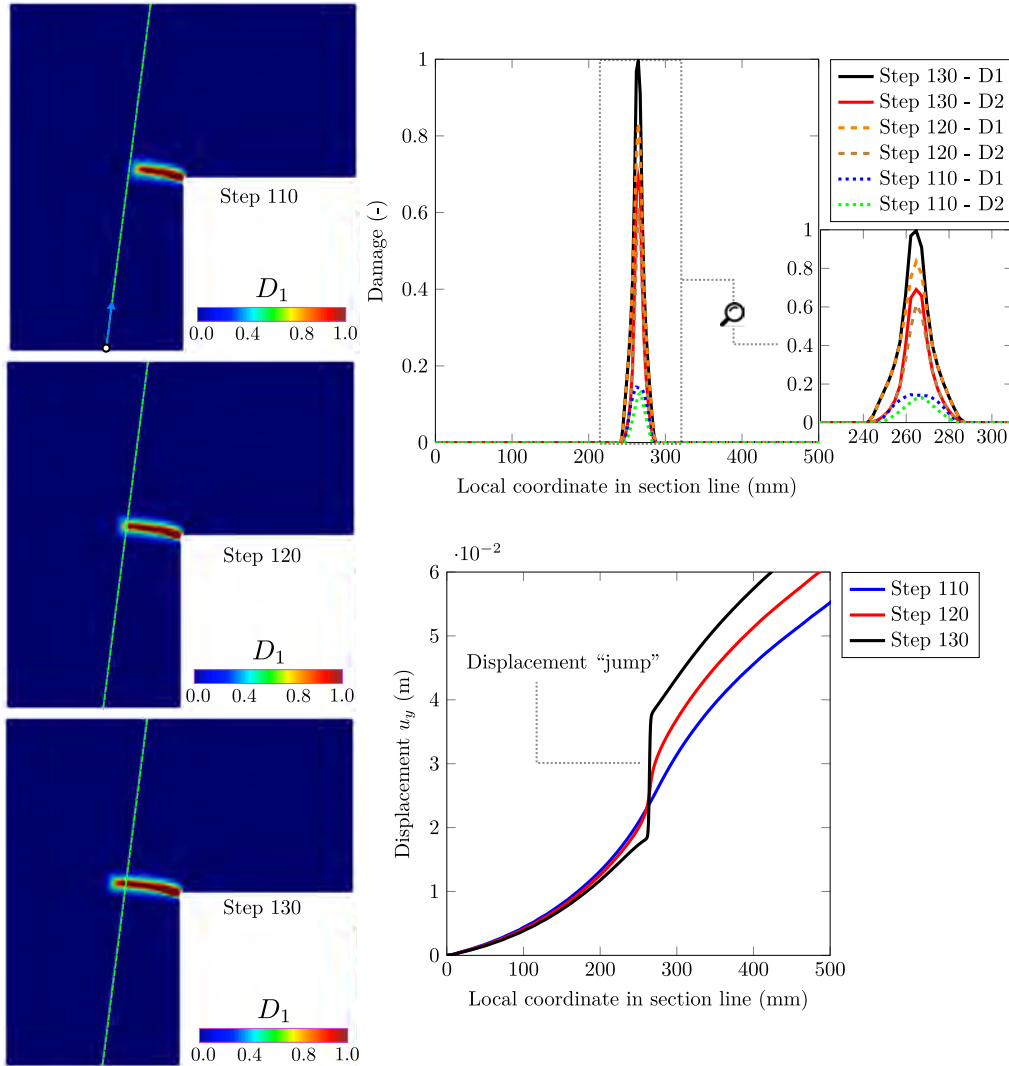 Step 110
D1
0.0 0.4 0.8 1.0
Step 120
D1
0.0 0.4 0.8 1.0
Step 130
D1
0.0 0.4 0.8 1.0
1
0.8
0.6
0.4
0.2
0
Damage (-)
0 100 200 300 400 500
Local coordinate in section line (mm)
Step 130 - D1
Step 130 - D2
Step 120 - D1
Step 120 - D2
Step 110 - D1
Step 110 - D2
1
0.8
0.6
0.4
0.2
0
240 260 280 300
·10−2
6
5
4
3
2
1
0
Displacement uy (m)
Displacement “jump”
0 100 200 300 400 500
Local coordinate in section line (mm)
Step 110
Step 120
Step 130